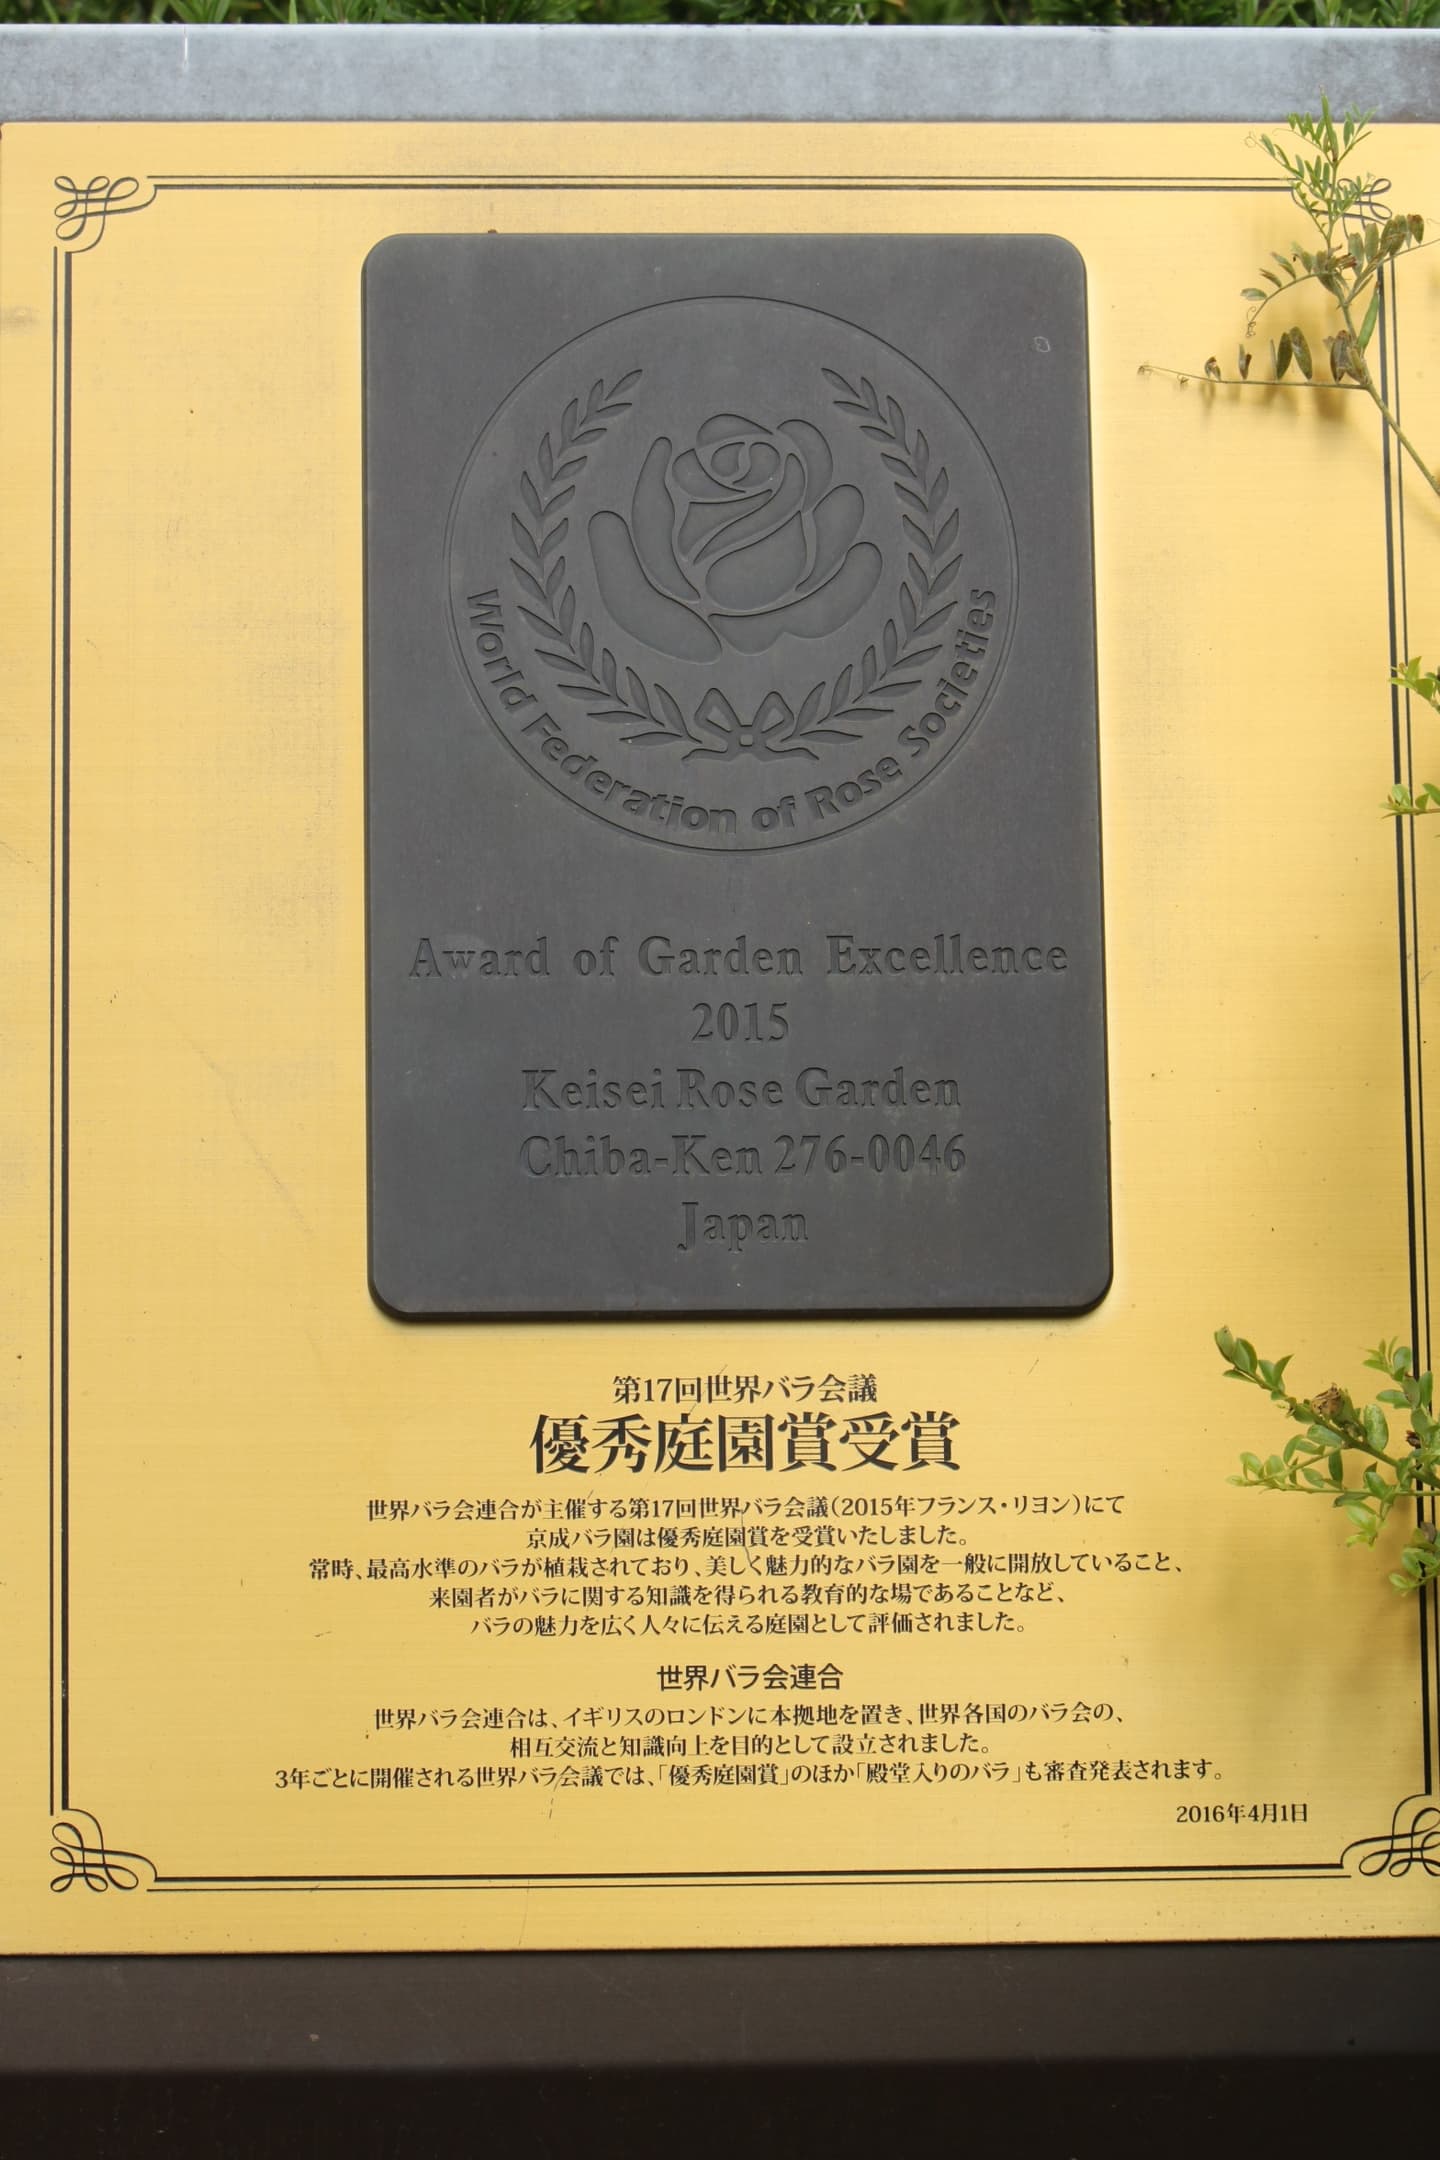 World Federation of Rose Societies
Award of Garden Excellence
2015
Keisei Rose Garden
Chiba-Ken 276-0046
Japan
第17回世界バラ会議
優秀庭園賞受賞
世界バラ会連合が主催する第17回世界バラ会議（2015年フランス・リヨン）にて
京成バラ園は優秀庭園賞を受賞いたしました。
常時、最高水準のバラが植栽されており、美しく魅力的なバラ園を一般に開放していること、
来園者がバラに関する知識を得られる教育的な場であることなど、
バラの魅力を広く人々に伝える庭園として評価されました。
世界バラ会連合
世界バラ会連合は、イギリスのロンドンに本拠地を置き、世界各国のバラ会の、
相互交流と知識向上を目的として設立されました。
3年ごとに開催される世界バラ会議では、「優秀庭園賞」のほか「殿堂入りのバラ」も審査発表されます。
2016年4月1日